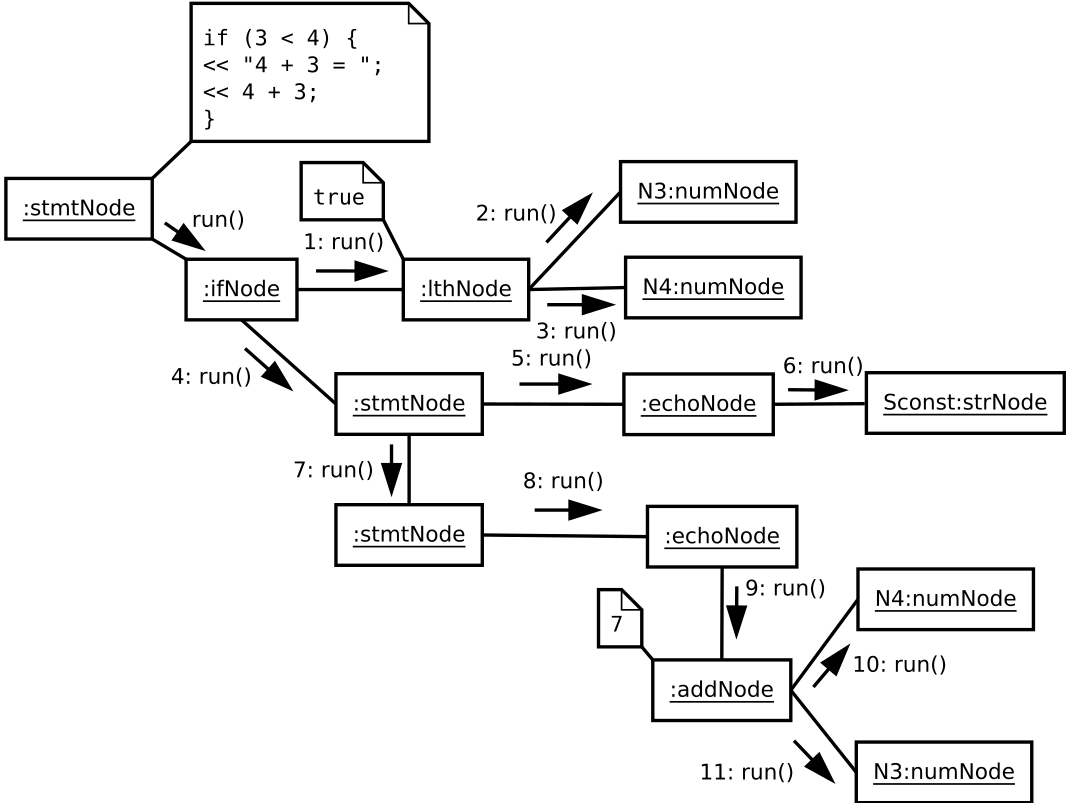 if (3 < 4) {
<< "4 + 3 = ";
<< 4 + 3;
}
:stmtNode
run()
true
1: run()
2: run()
N3:numNode
:ifNode
:lthNode
N4:numNode
3: run()
4: run()
5: run()
6: run()
:stmtNode
:echoNode
Sconst:strNode
7: run()
8: run()
:stmtNode
:echoNode
9: run()
7
N4:numNode
:addNode
10: run()
11: run()
N3:numNode